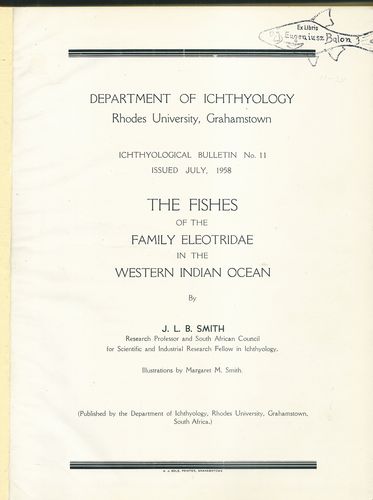 Ex Libris
Eugeniusz Balon
DEPARTMENT OF ICHTHYOLOGY
Rhodes University, Grahamstown
ICHTHYOLOGICAL BULLETIN No. 11
ISSUED JULY, 1958
THE FISHES
OF THE
FAMILY ELEOTRIDAE
IN THE
WESTERN INDIAN OCEAN
By
J. L. B. SMITH
Research Professor and South African Council
for Scientific and Industrial Research Fellow in Ichthyology.
Illustrations by Margaret M. Smith.
(Published by the Department of Ichthyology, Rhodes University, Grahamstown,
South Africa.)